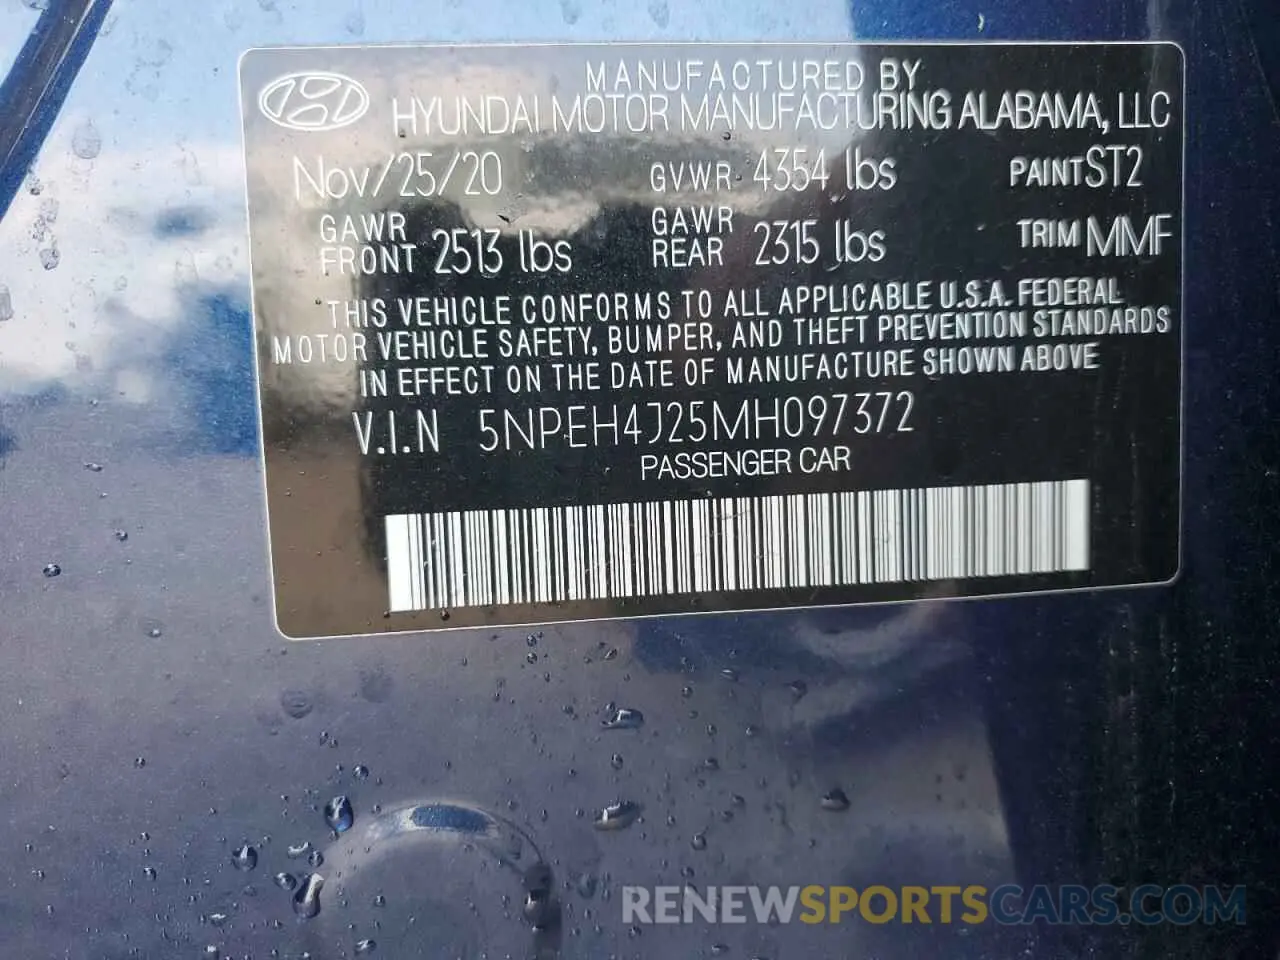 MANUFACTURED BY
HYUNDAI MOTOR MANUFACTURING ALABAMA, LLC
Nov/25/20 GVWR 4354 lbs PAINT ST2
GAWR FRONT 2513 lbs GAWR REAR 2315 lbs TRIM MMF
THIS VEHICLE CONFORMS TO ALL APPLICABLE U.S.A. FEDERAL
MOTOR VEHICLE SAFETY, BUMPER, AND THEFT PREVENTION STANDARDS
IN EFFECT ON THE DATE OF MANUFACTURE SHOWN ABOVE
V.I.N 5NPEH4J25MH097372
PASSENGER CAR
RENEWSPORTSCARS.COM